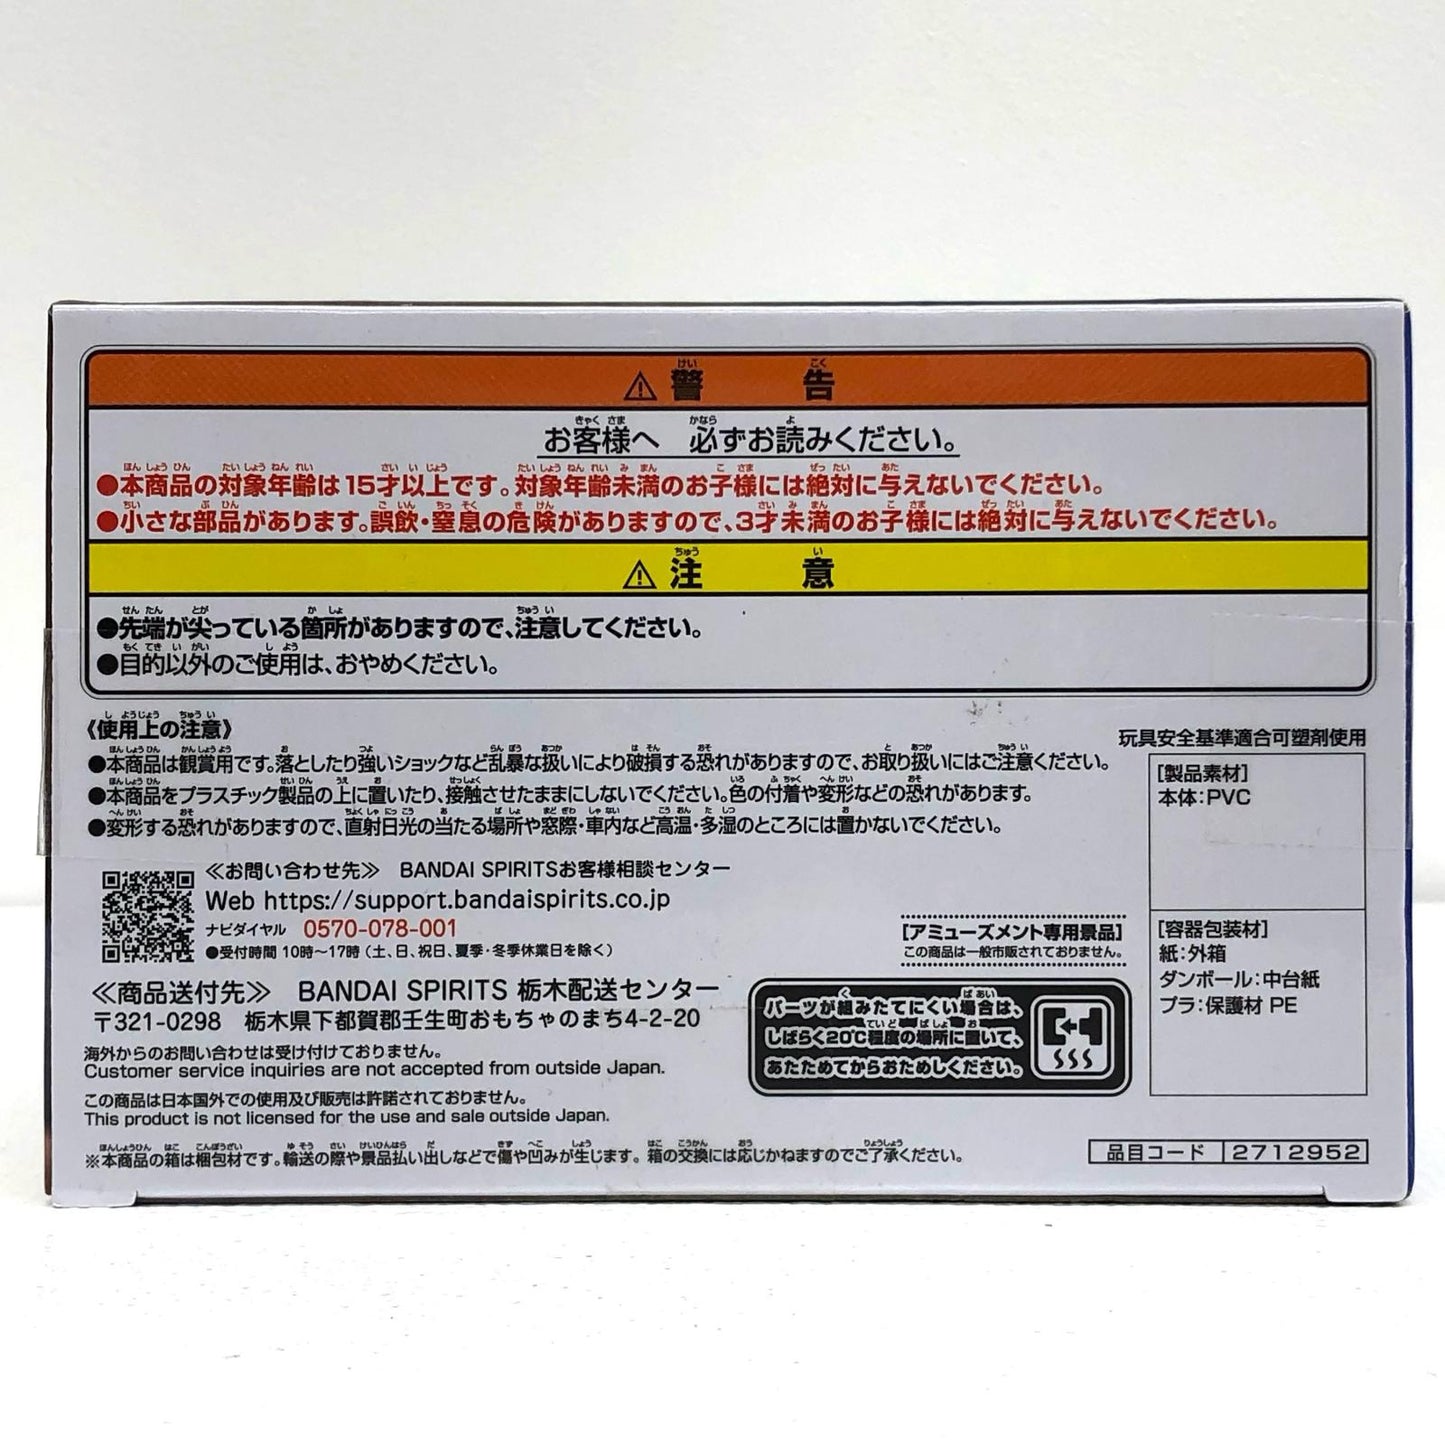 ⚠警告
お客様へ 必ずお読みください。
●本商品の対象年齢は15才以上です。対象年齢未満のお子様には絶対に与えないでください。
●小さな部品があります。誤飲・窒息の危険がありますので、3才未満のお子様には絶対に与えないでください。
⚠注意
●先端が尖っている箇所がありますので、注意してください。
●目的以外のご使用は、おやめください。
《使用上の注意》
●本商品は観賞用です。落としたり強いショックなど乱暴な扱いにより破損する恐れがありますので、お取り扱いにはご注意ください。
●本商品をプラスチック製品の上に置いたり、接触させたままにしないでください。色の付着や変形などの恐れがあります。
●変形する恐れがありますので、直射日光の当たる場所や窓際・車内など高温・多湿のところには置かないでください。
玩具安全基準適合可塑剤使用
[製品素材]
本体:PVC
[容器包装材]
紙:外箱
ダンボール:中台紙
プラ:保護材 PE
≪お問い合わせ先≫ BANDAI SPIRITSお客様相談センター
Web https://support.bandaispirits.co.jp
ナビダイヤル 0570-078-001
●受付時間 10時～17時(土、日、祝日、夏季・冬季休業日を除く)
[アミューズメント専用景品]
この商品は一般市販されておりません。
≪商品送付先≫ BANDAI SPIRITS 栃木配送センター
〒321-0298 栃木県下都賀郡壬生町おもちゃのまち4-2-20
パーツが組みたてにくい場合は、
しばらく20℃程度の場所に置いて、
あたためてからおためしください。
海外からのお問い合わせは受け付けておりません。
Customer service inquiries are not accepted from outside Japan.
この商品は日本国外での使用及び販売は許諾されておりません。
This product is not licensed for the use and sale outside Japan.
※本商品の箱は梱包材です。輸送の際や景品払い出しなどで傷や凹みが生じます。箱の交換には応じかねますのでご了承ください。
品目コード 2712952